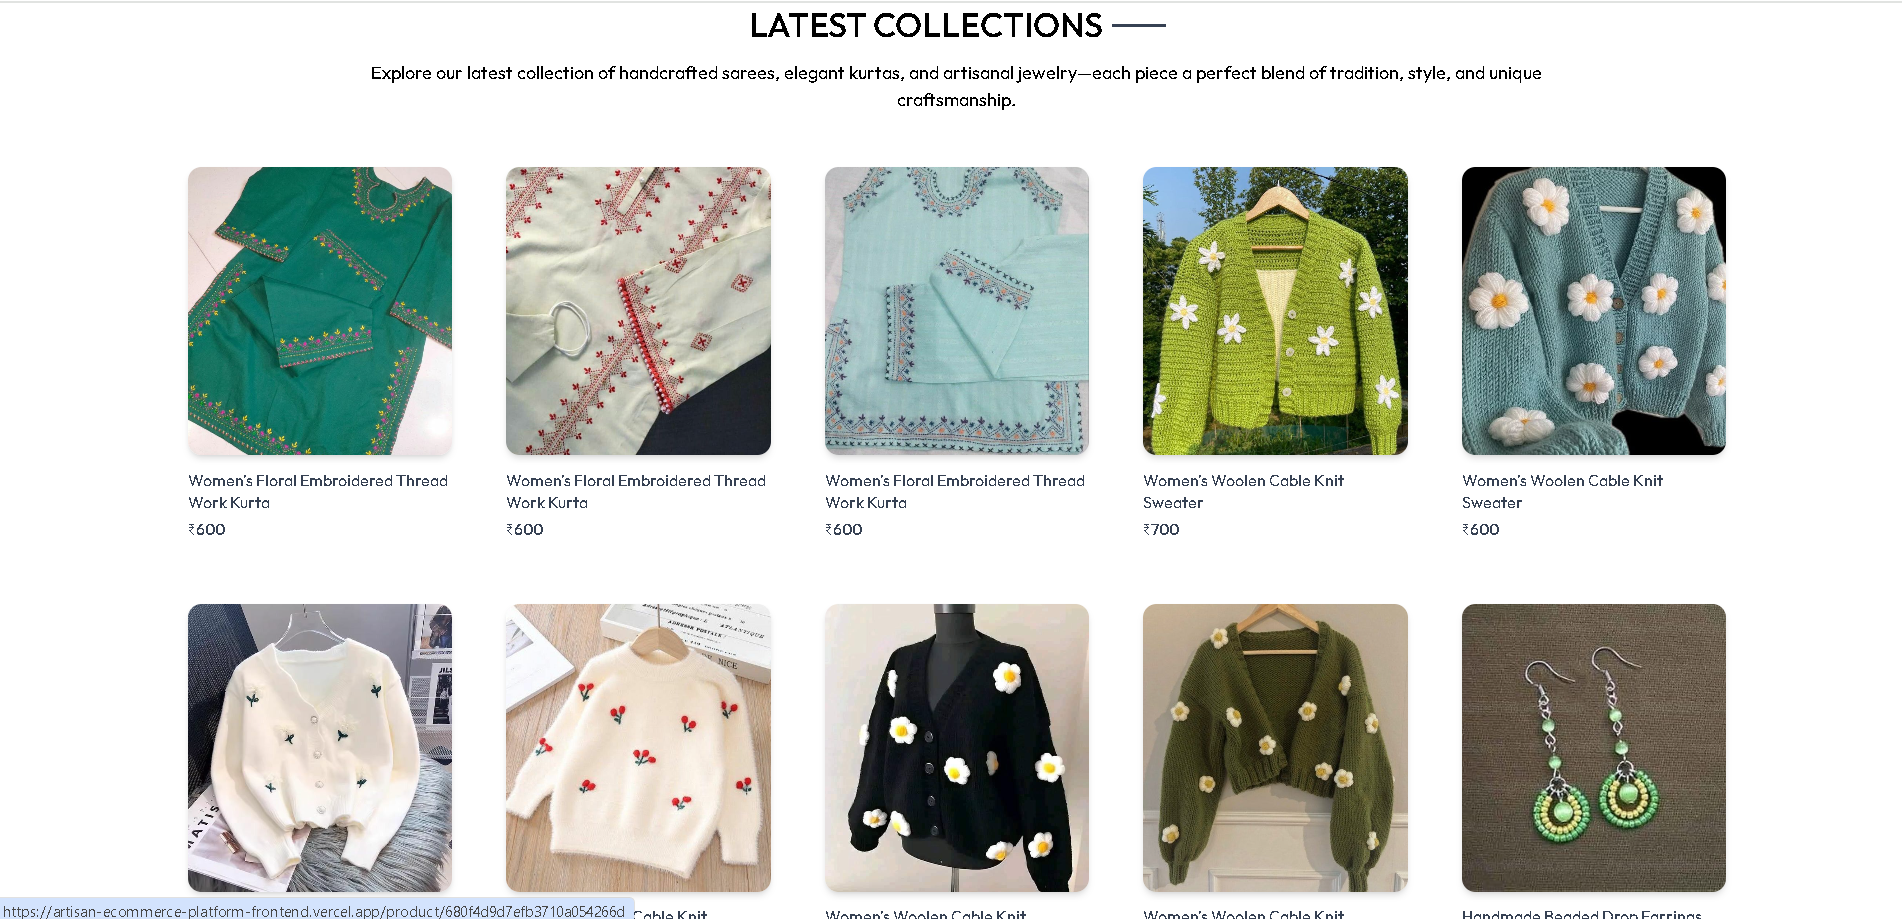 LATEST COLLECTIONS
Explore our latest collection of handcrafted sarees, elegant kurtas, and artisanal jewelry—each piece a perfect blend of tradition, style, and unique
craftsmanship.
Women's Floral Embroidered Thread
Work Kurta
₹600
Women's Floral Embroidered Thread
Work Kurta
₹600
Women's Floral Embroidered Thread
Work Kurta
₹600
Women's Woolen Cable Knit
Sweater
₹700
Women's Woolen Cable Knit
Sweater
₹600
ADRESSE POSTALE
ATLANTIQUE
NICE
Cable Knit
Women's Woolen Cable Knit
Women's Woolen Cable Knit
Handmade Beaded Drop Earrings
https://artisan-ecommerce-platform-frontend.vercel.app/product/680f4d9d7efb3710a054266d